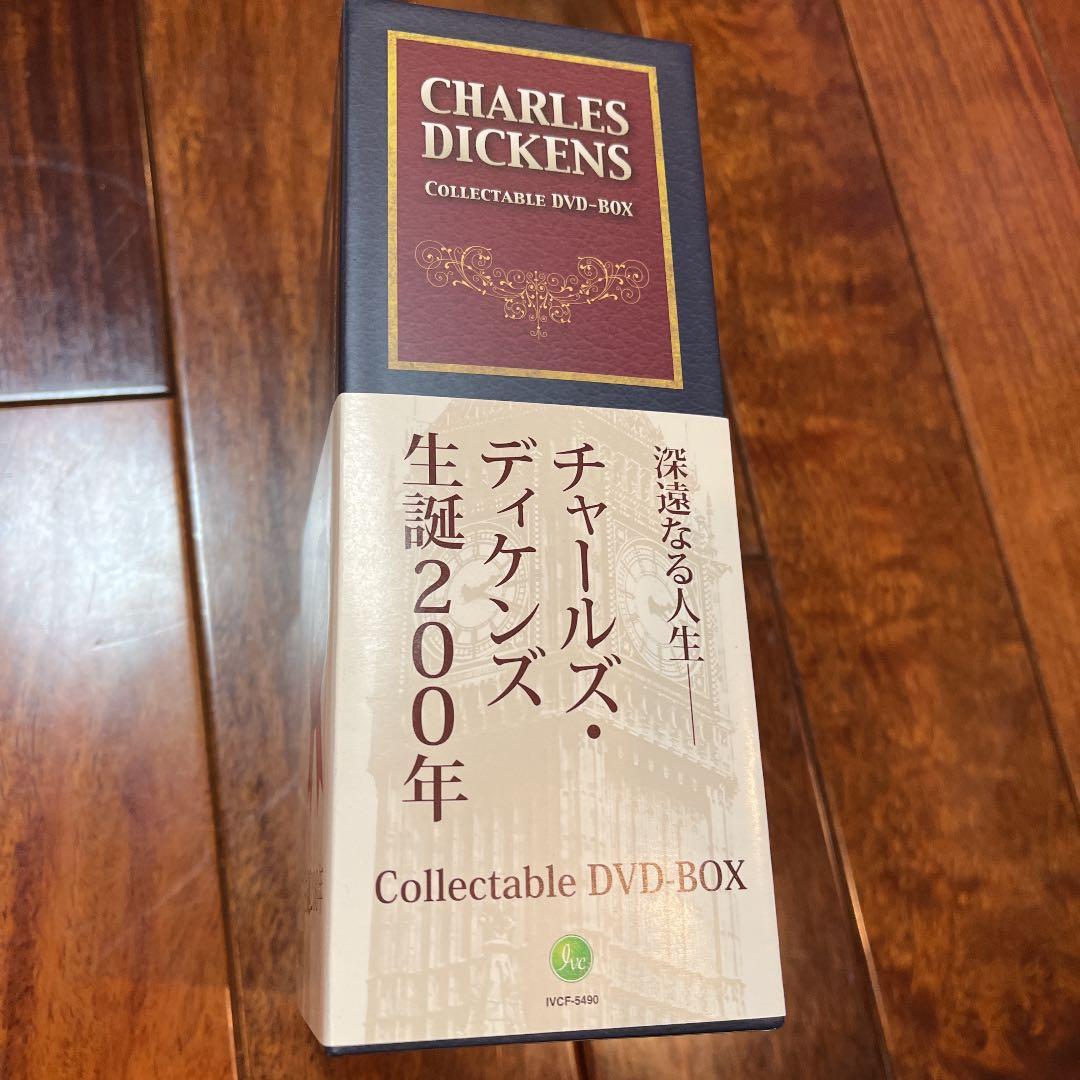 CHARLES
DICKENS
COLLECTABLE DVD-BOX
深遠なる人生――
チャールズ・
ディケンズ
生誕200年
Collectable DVD-BOX
Ivc
IVCF-5490